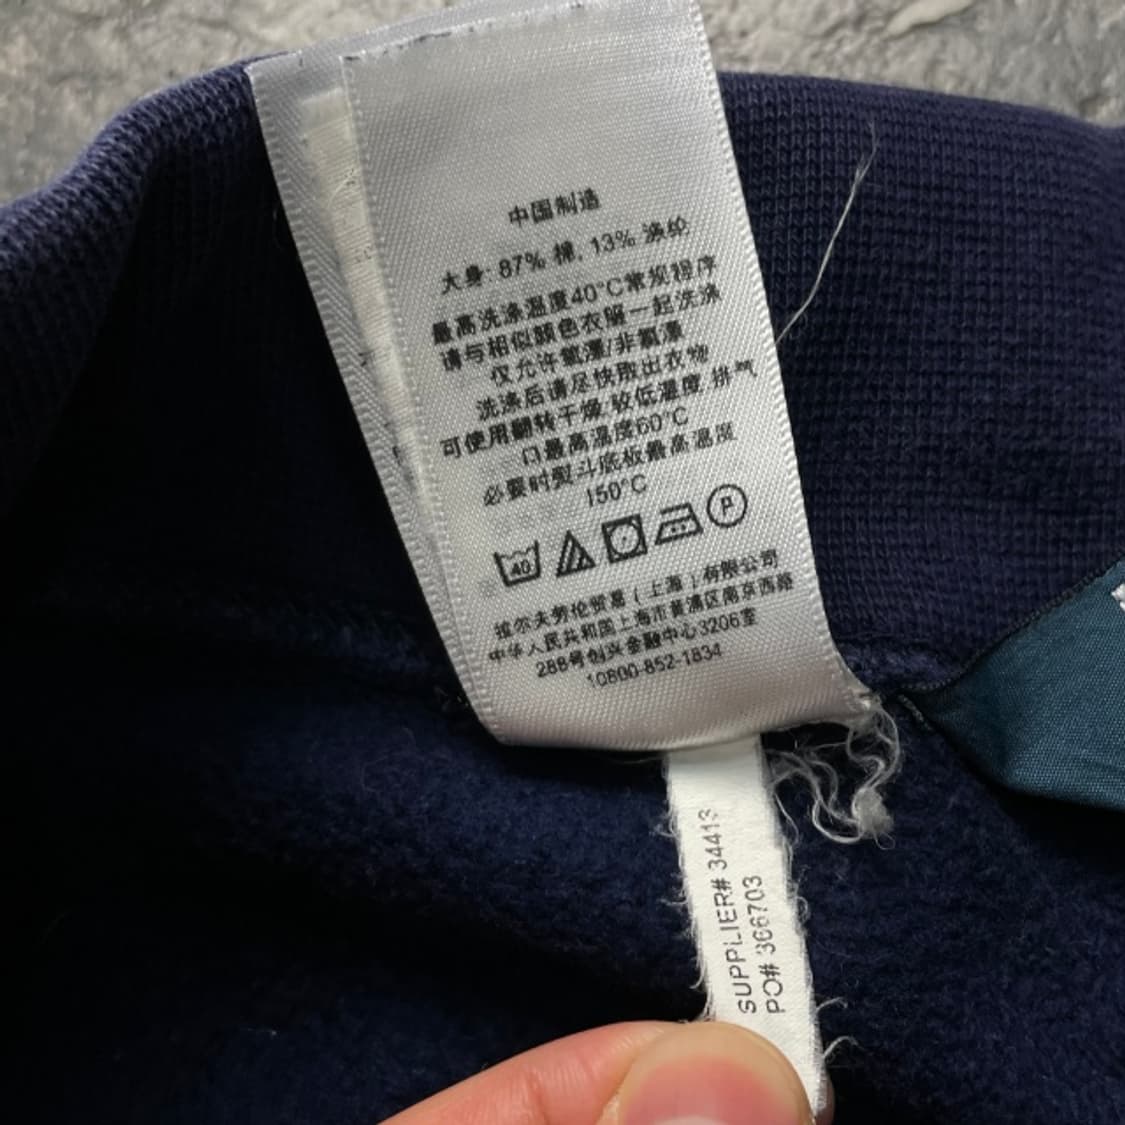 中国制造
大身: 87% 棉, 13% 涤纶
最高洗涤温度40°C常规程序
请与相似颜色衣服一起洗涤
仅允许氧漂/非氯漂
洗涤后请尽快取出衣物
可使用翻转干燥 较低温度, 排气
口最高温度60°C
必要时熨斗底板最高温度
150°C
40
P
维尔夫劳伦贸易(上海)有限公司
中华人民共和国上海市黄浦区南京西路
288号创兴金融中心3206室
10800-852-1834
SUPPLIER# 34413
PO# 366703